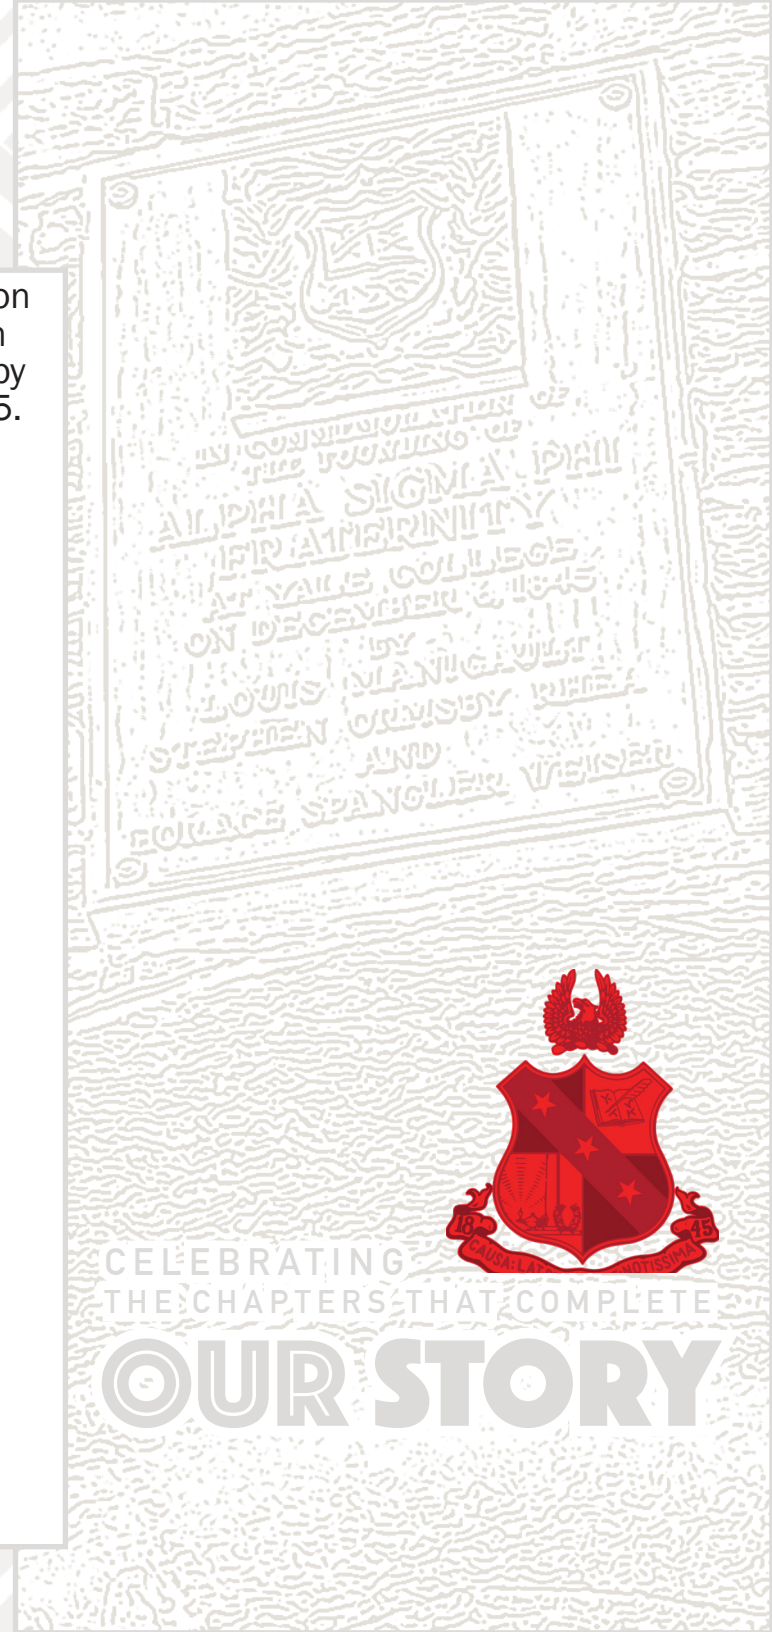 on
n
by
5.
IN COMMEMORATION OF
THE FOUNDING OF
ALPHA SIGMA PHI
FRATERNITY
AT YALE COLLEGE
ON DECEMBER 6, 1845
BY
LOUIS MANIGAULT
STEPHEN ORMSBY RHEA
AND
HORACE SPANGLER WEISER
18 45
CAUSA: NOTISSIMA
CELEBRATING
THE CHAPTERS THAT COMPLETE
OUR STORY